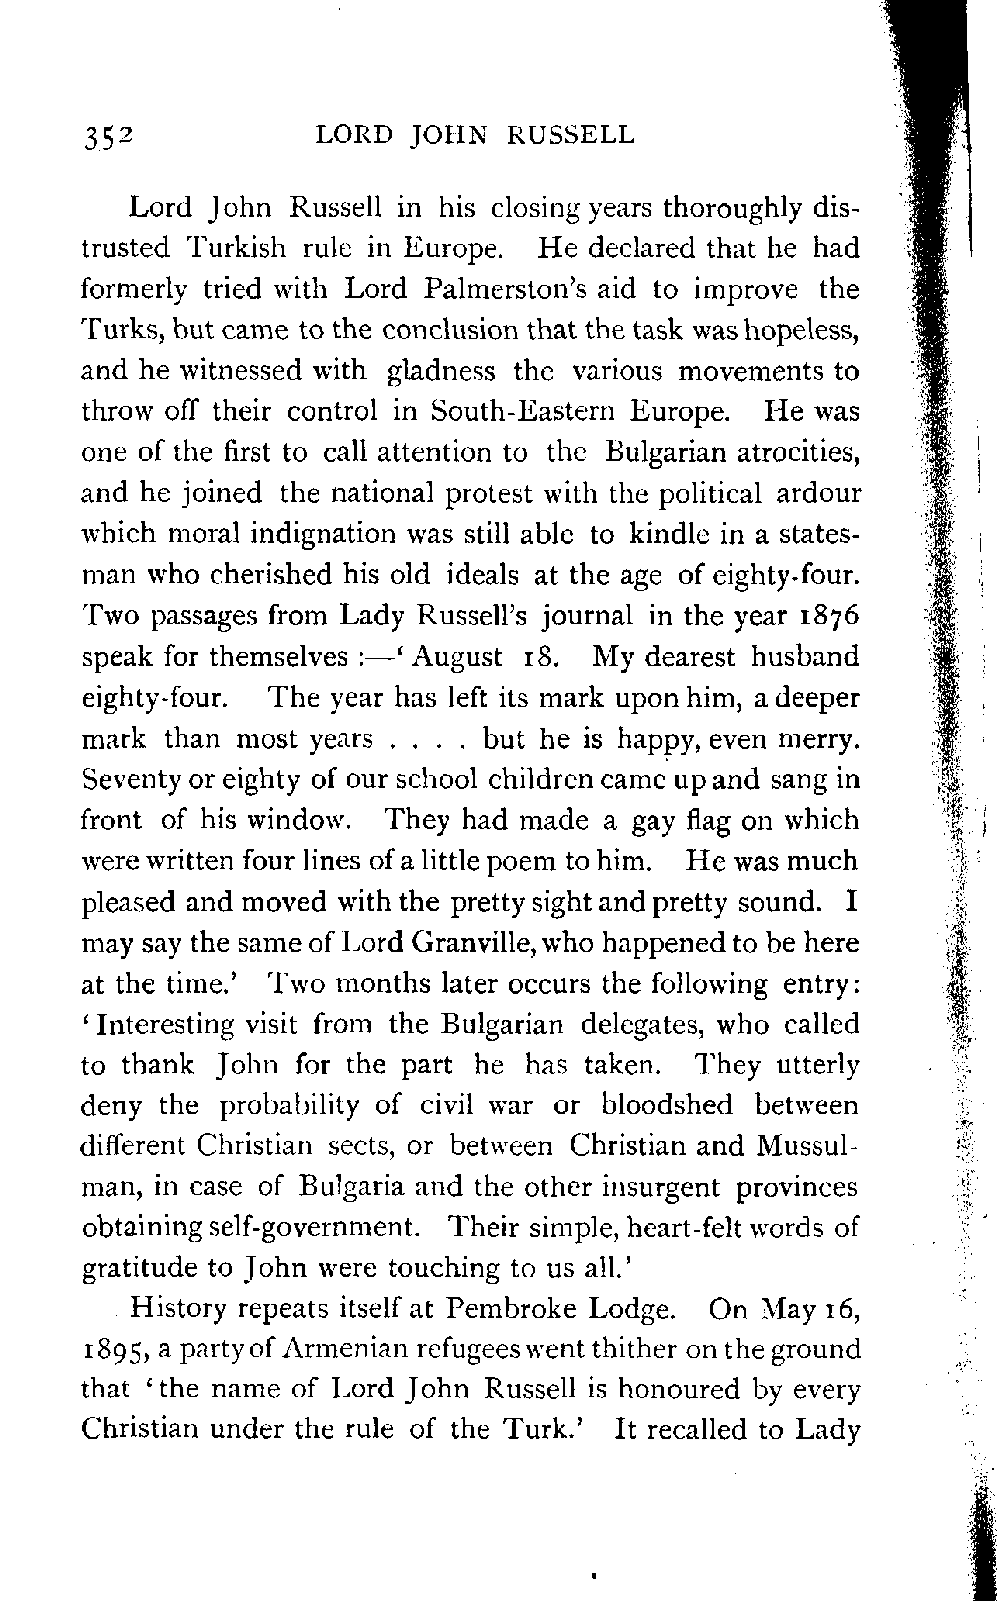 352 LORD JOHN RUSSELL
Lord John Russell in his closing years thoroughly dis-
trusted Turkish rule in Europe. He declared that he had
formerly tried with Lord Palmerston's aid to improve the
Turks, but came to the conclusion that the task was hopeless,
and he witnessed with gladness the various movements to
throw off their control in South-Eastern Europe. He was
one of the first to call attention to the Bulgarian atrocities,
and he joined the national protest with the political ardour
which moral indignation was still able to kindle in a states-
man who cherished his old ideals at the age of eighty-four.
Two passages from Lady Russell's journal in the year 1876
speak for themselves :—‘ August 18. My dearest husband
eighty-four. The year has left its mark upon him, a deeper
mark than most years . . . . but he is happy, even merry.
Seventy or eighty of our school children came up and sang in
front of his window. They had made a gay flag on which
were written four lines of a little poem to him. He was much
pleased and moved with the pretty sight and pretty sound. I
may say the same of Lord Granville, who happened to be here
at the time.’ Two months later occurs the following entry:
‘ Interesting visit from the Bulgarian delegates, who called
to thank John for the part he has taken. They utterly
deny the probability of civil war or bloodshed between
different Christian sects, or between Christian and Mussul-
man, in case of Bulgaria and the other insurgent provinces
obtaining self-government. Their simple, heart-felt words of
gratitude to John were touching to us all.’
History repeats itself at Pembroke Lodge. On May 16,
1895, a party of Armenian refugees went thither on the ground
that ‘ the name of Lord John Russell is honoured by every
Christian under the rule of the Turk.’ It recalled to Lady